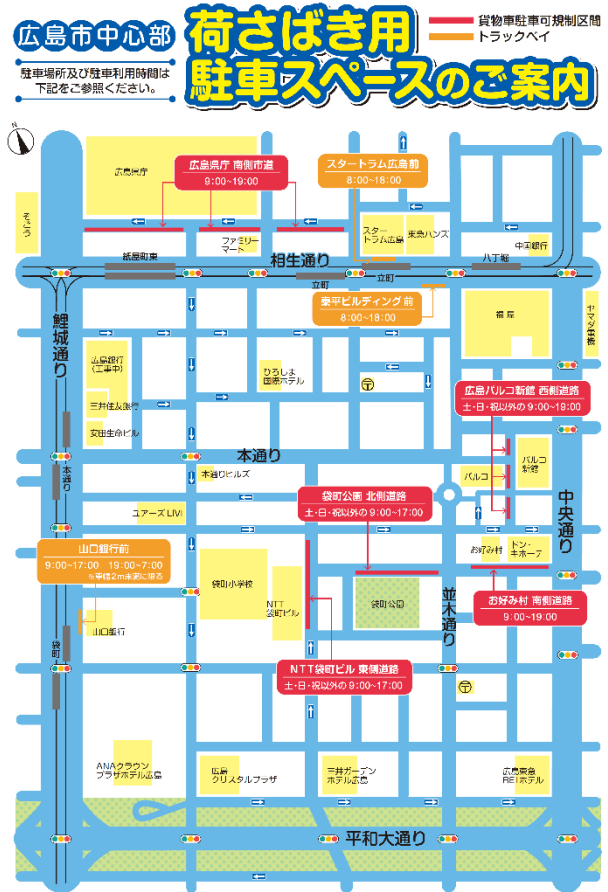 広島市中心部
荷さばき用
駐車スペースのご案内
駐車場所及び駐車利用時間は
下記をご参照ください。
貨物車駐車可規制区間
トラックベイ
N
広島県庁
広島県庁 南側市道
9:00~19:00
スタートラム広島前
8:00~18:00
そごう
ファミリー
マート
スター
トラム広島
東急ハンズ
中国銀行
紙屋町東
相生通り
立町
立町
八丁堀
泰平ビルディング前
8:00~18:00
福屋
ヤマダ電機
鯉城通り
広島銀行
(工事中)
三井住友銀行
安田生命ビル
ひろしま
国際ホテル
広島パルコ新館 西側道路
土・日・祝以外の 9:00~19:00
本通り
本通り
本通りヒルズ
パルコ
パルコ
新館
中央通り
ユアーズ LIVI
袋町公園 北側道路
土・日・祝以外の 9:00~17:00
山口銀行前
9:00~17:00 19:00~7:00
※車幅2m未満に限る
お好み村
ドン・
キホーテ
袋町小学校
NTT
袋町ビル
袋町公園
並木通り
お好み村 南側道路
9:00~19:00
山口銀行
袋町
NTT袋町ビル 東側道路
土・日・祝以外の 9:00~17:00
ANAクラウン
プラザホテル広島
広島
クリスタルプラザ
三井ガーデン
ホテル広島
広島東急
REIホテル
平和大通り